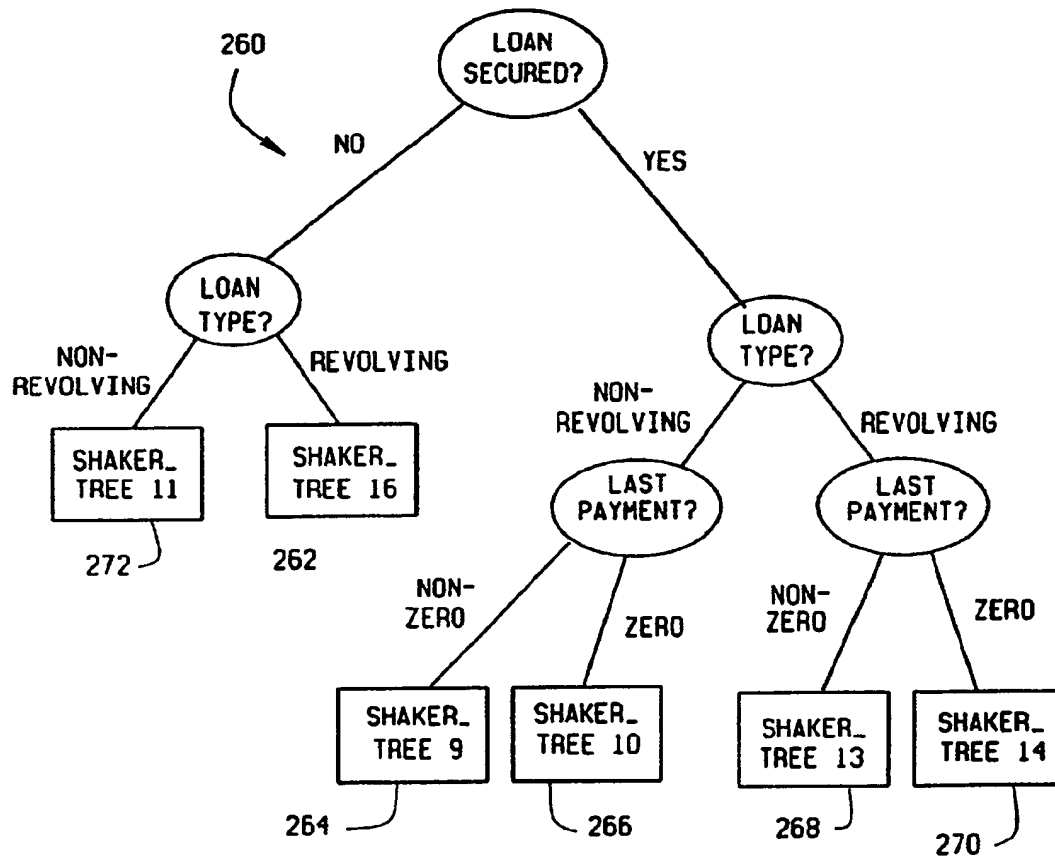 260
LOAN
SECURED?
NO
YES
LOAN
TYPE?
LOAN
TYPE?
NON-
REVOLVING
REVOLVING
NON-
REVOLVING
REVOLVING
SHAKER_
TREE 11
SHAKER_
TREE 16
272
262
LAST
PAYMENT?
LAST
PAYMENT?
NON-
ZERO
ZERO
NON-
ZERO
ZERO
SHAKER_
TREE 9
SHAKER_
TREE 10
SHAKER_
TREE 13
SHAKER_
TREE 14
264
266
268
270